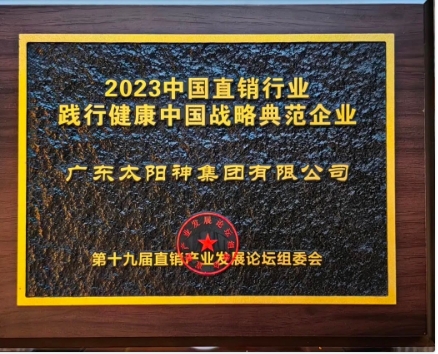 2023中国直销行业
践行健康中国战略典范企业
广东太阳神集团有限公司
第十九届直销产业发展论坛组委会